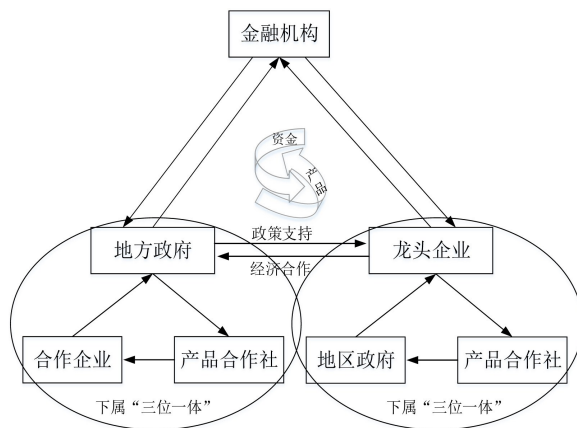 金融机构
资金
产品
政策支持
地方政府
龙头企业
经济合作
合作企业
产品合作社
地区政府
产品合作社
下属“三位一体”
下属“三位一体”